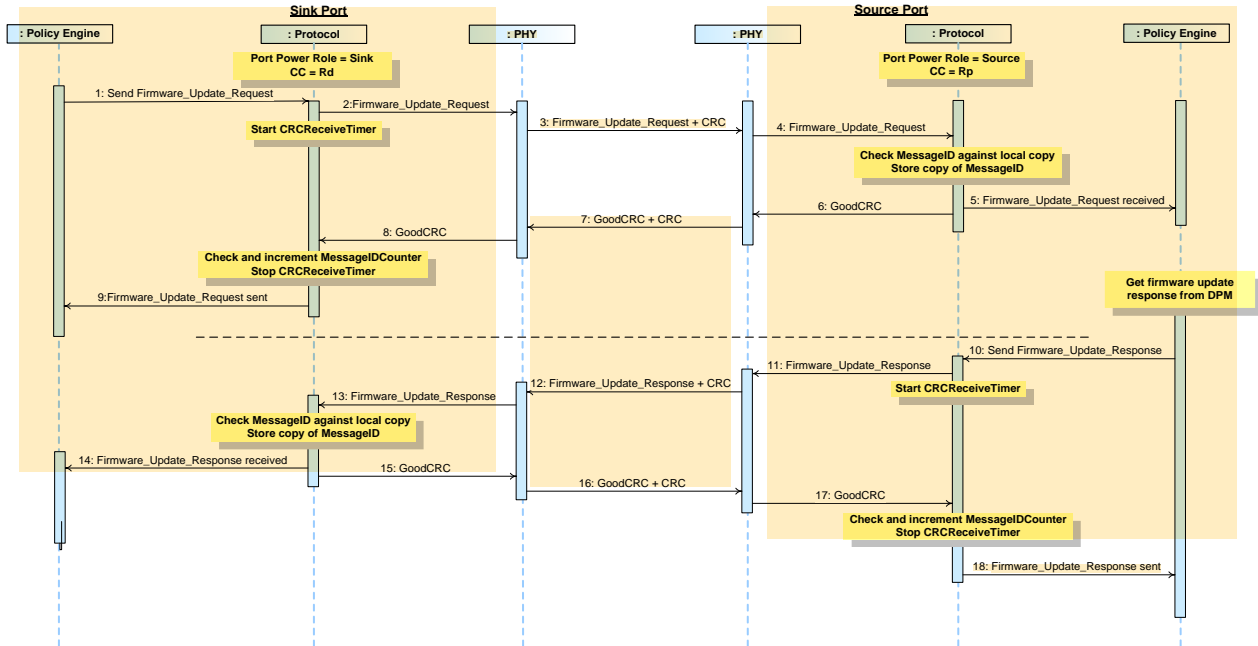 Sink Port
Source Port
: Policy Engine
: Protocol
: PHY
: PHY
: Protocol
: Policy Engine
Port Power Role = Sink
CC = Rd
Port Power Role = Source
CC = Rp
1: Send Firmware_Update_Request
2:Firmware_Update_Request
Start CRCReceiveTimer
3: Firmware_Update_Request + CRC
4: Firmware_Update_Request
Check MessageID against local copy
Store copy of MessageID
5: Firmware_Update_Request received
6: GoodCRC
7: GoodCRC + CRC
8: GoodCRC
Check and increment MessageIDCounter
Stop CRCReceiveTimer
9:Firmware_Update_Request sent
Get firmware update
response from DPM
10: Send Firmware_Update_Response
11: Firmware_Update_Response
Start CRCReceiveTimer
12: Firmware_Update_Response + CRC
13: Firmware_Update_Response
Check MessageID against local copy
Store copy of MessageID
14: Firmware_Update_Response received
15: GoodCRC
16: GoodCRC + CRC
17: GoodCRC
Check and increment MessageIDCounter
Stop CRCReceiveTimer
18: Firmware_Update_Response sent